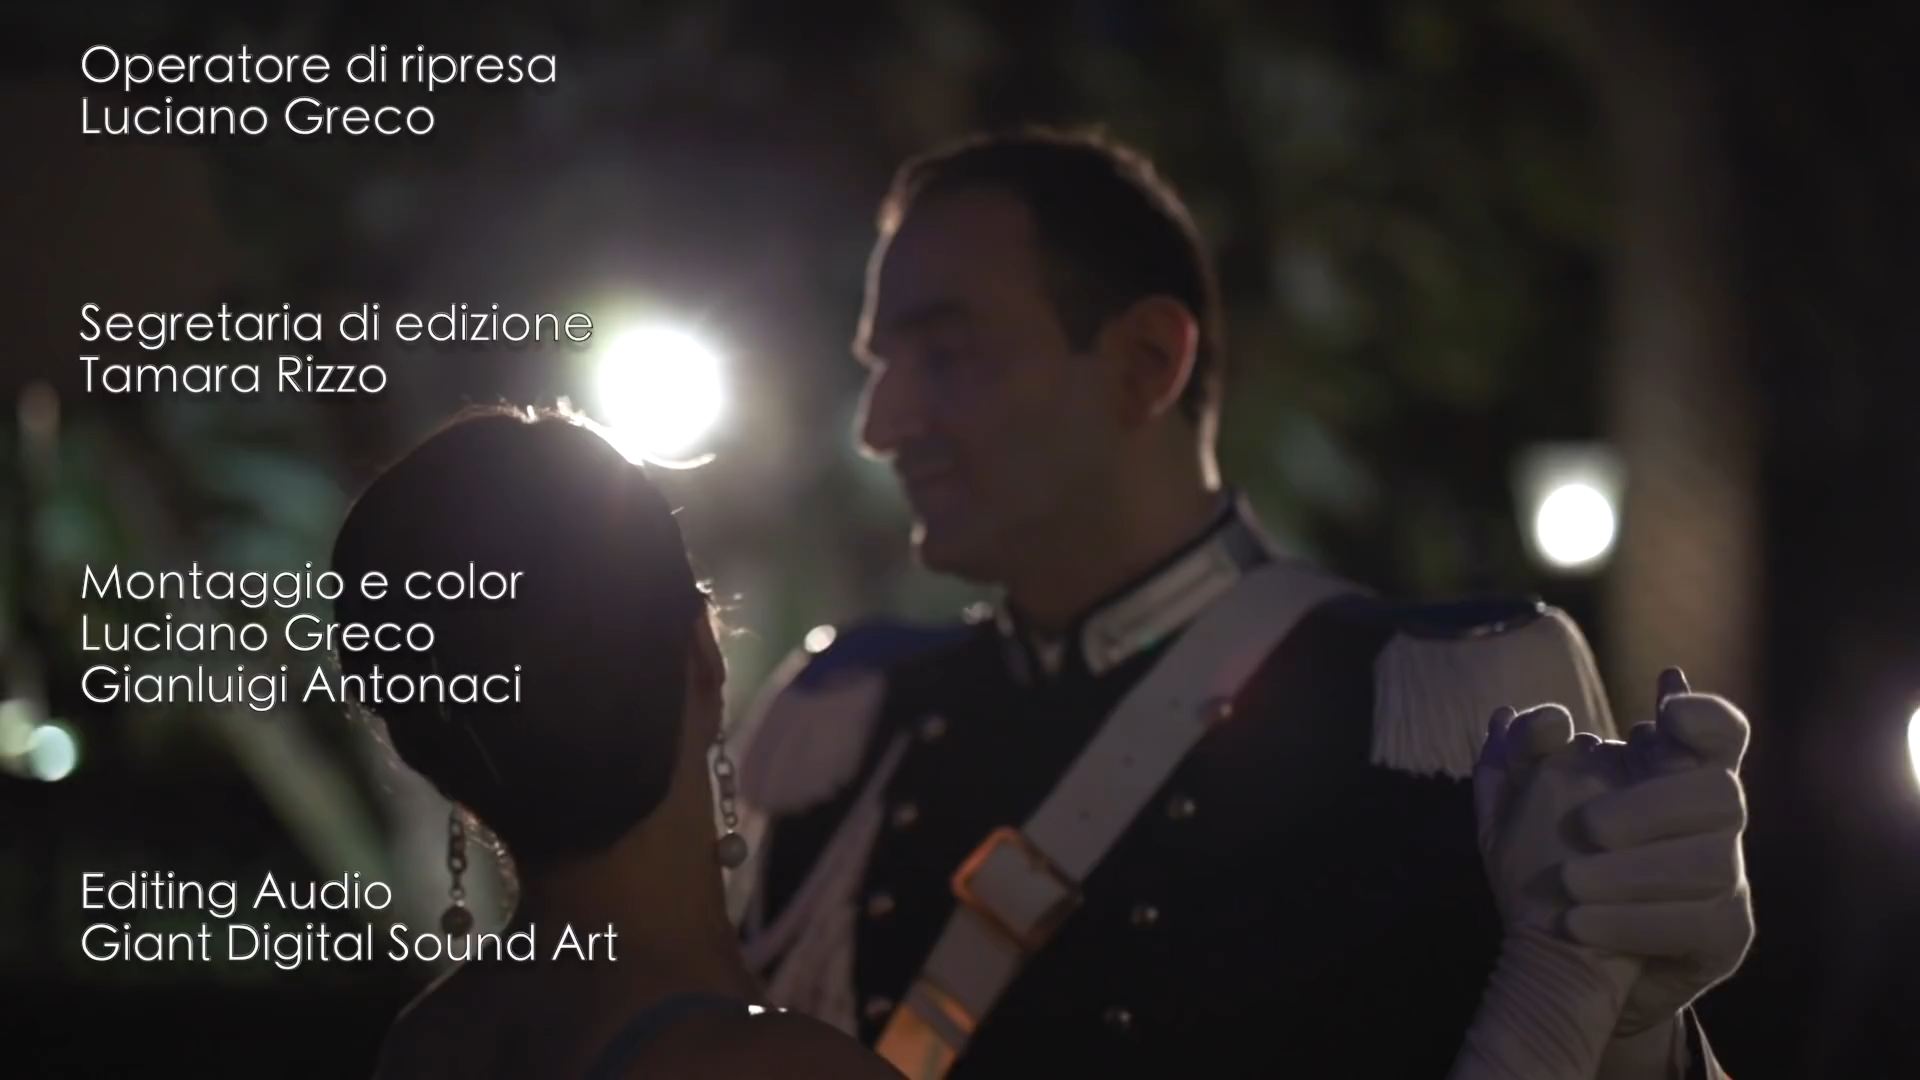 Operatore di ripresa
Luciano Greco
Segretaria di edizione
Tamara Rizzo
Montaggio e color
Luciano Greco
Gianluigi Antonaci
Editing Audio
Giant Digital Sound Art